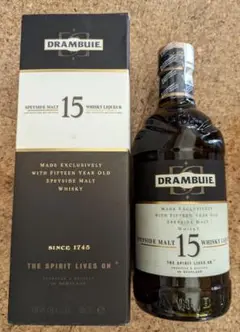 DRAMBUIE
SPEYSIDE MALT 15 WHISKY LIQUEUR
MADE EXCLUSIVELY
WITH FIFTEEN YEAR OLD
SPEYSIDE MALT
WHISKY
SINCE 1745
THE SPIRIT LIVES ON
DRAMBUIE
MADE EXCLUSIVELY
WITH FIFTEEN YEAR OLD
SPEYSIDE MALT
WHISKY
SPEYSIDE MALT 15 WHISKY LIQUEUR
THE SPIRIT LIVES ON